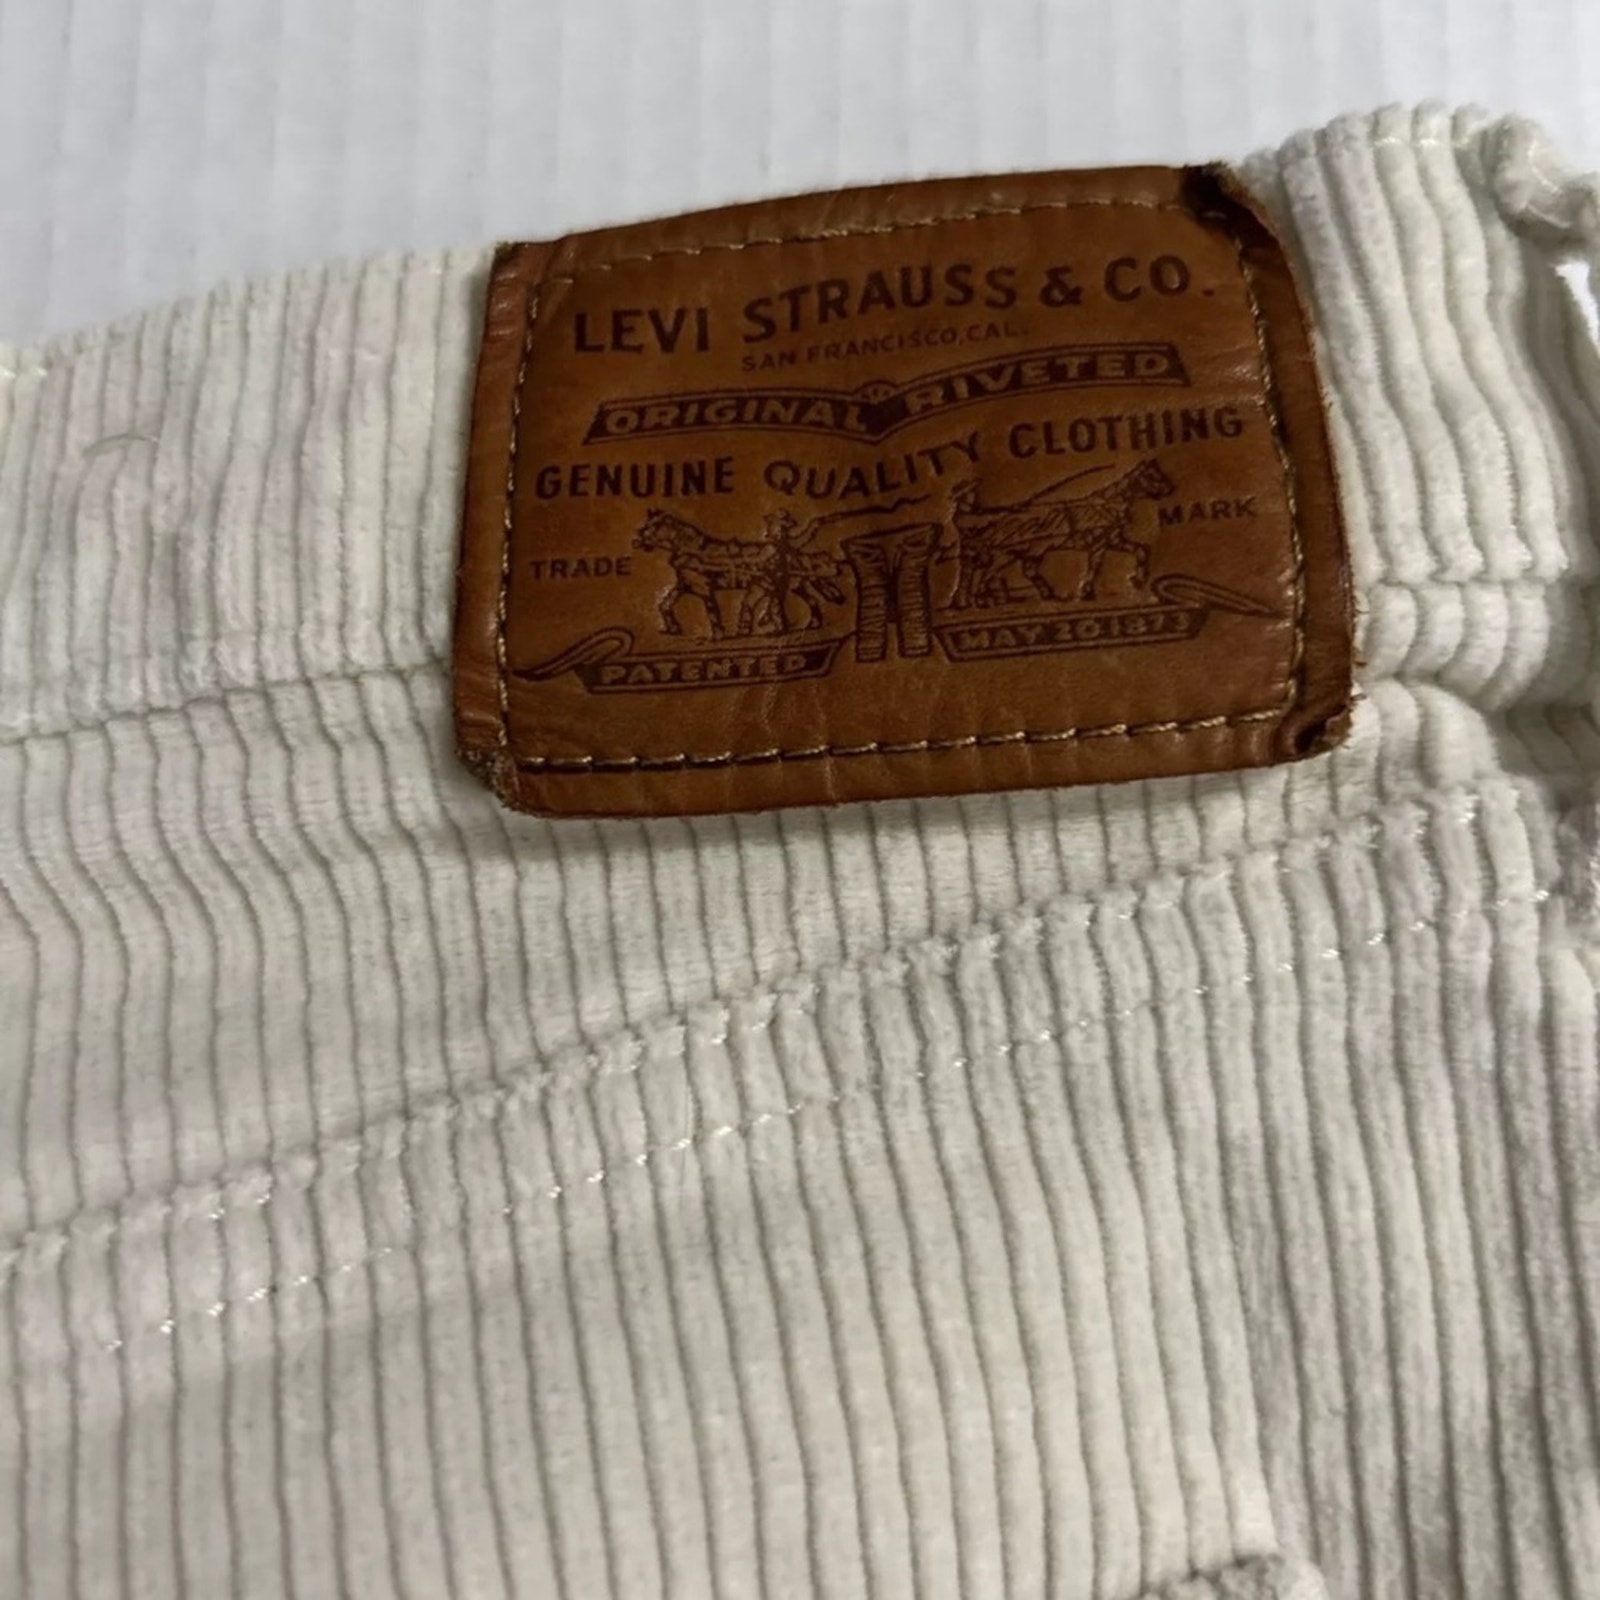 LEVI STRAUSS & CO.
SAN FRANCISCO, CAL.
ORIGINAL RIVETED
GENUINE QUALITY CLOTHING
TRADE MARK
PATENTED MAY 20 1873